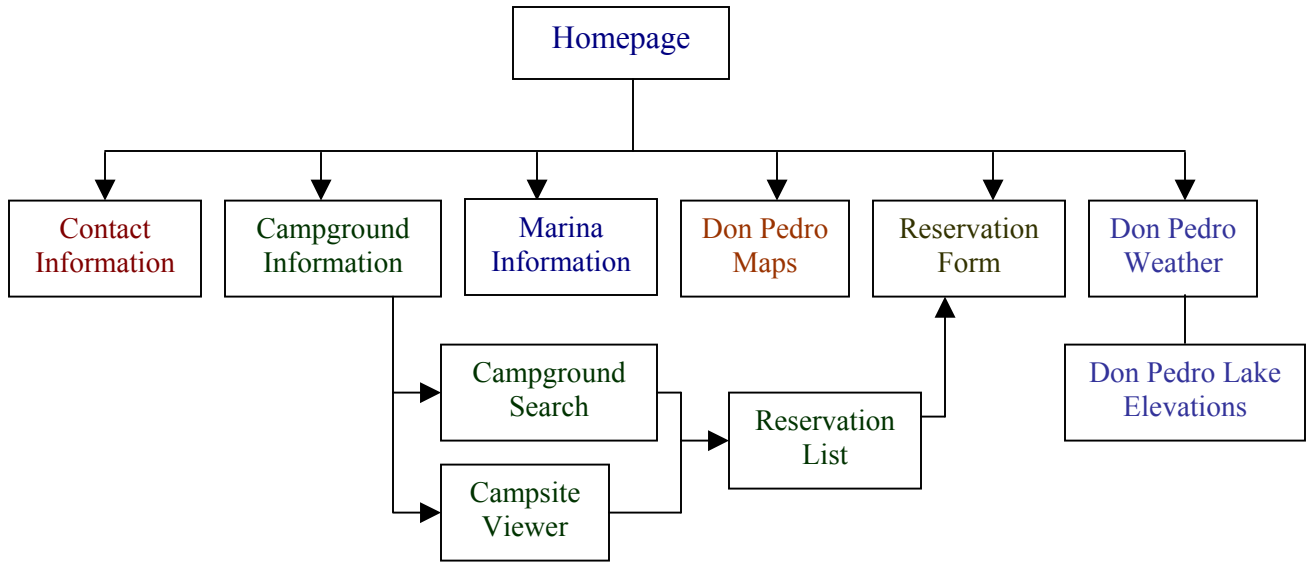 Homepage
Contact
Information
Campground
Information
Marina
Information
Don Pedro
Maps
Reservation
Form
Don Pedro
Weather
Campground
Search
Reservation
List
Don Pedro Lake
Elevations
Campsite
Viewer